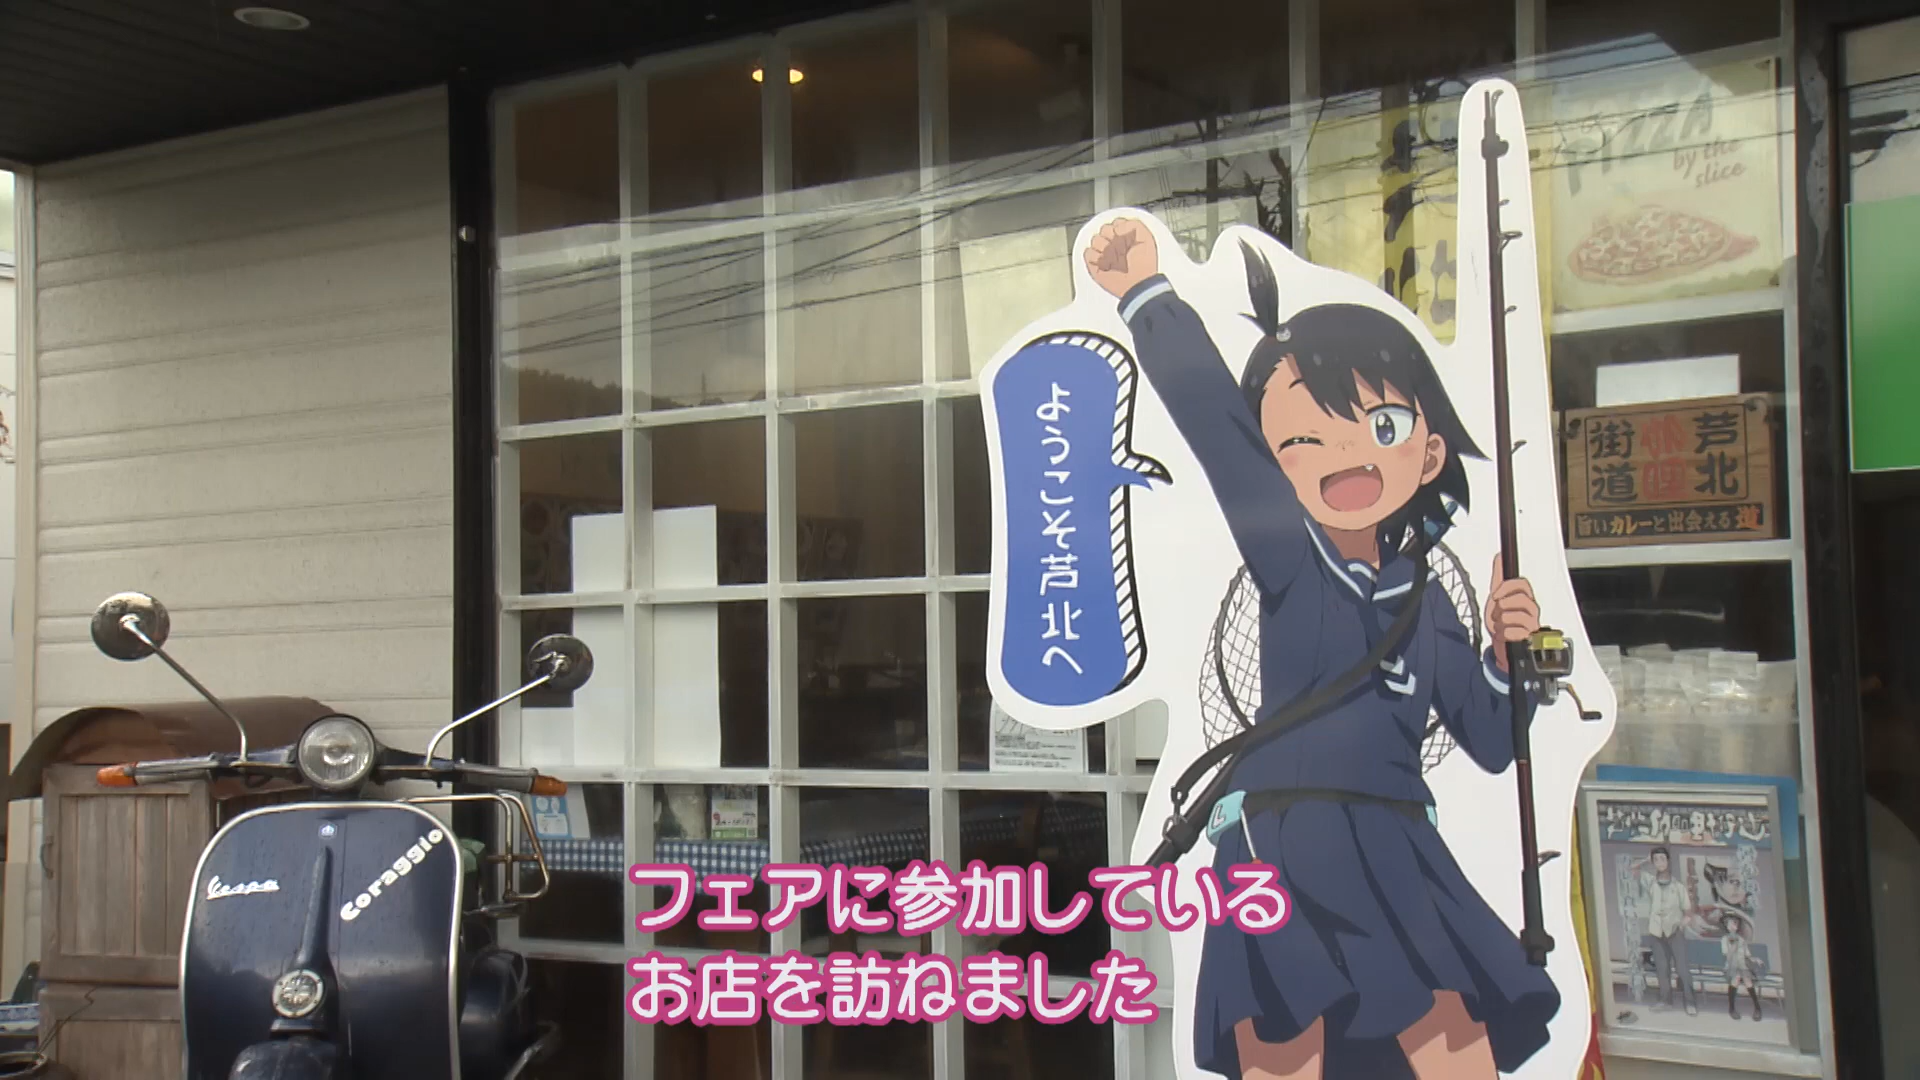 PIZZA
by the
slice
ようこそ芦北へ
芦北
街道
旨いカレーと出会える道
Vespa
Coraggio
L
フェアに参加している
お店を訪ねました